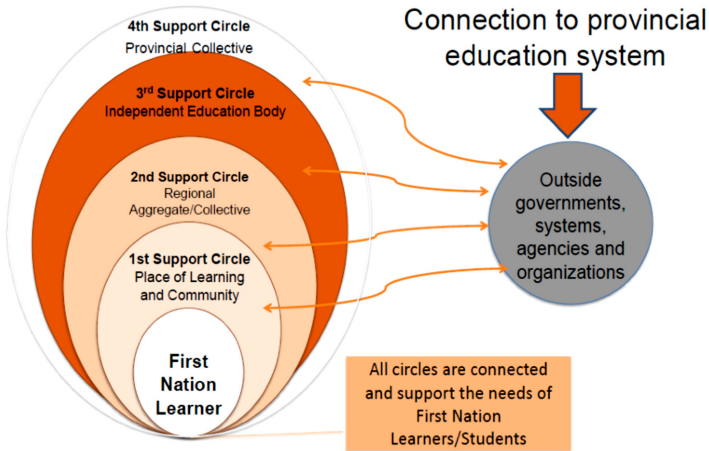 4th Support Circle
Provincial Collective
3rd Support Circle
Independent Education Body
2nd Support Circle
Regional
Aggregate/Collective
1st Support Circle
Place of Learning
and Community
First
Nation
Learner
Connection to provincial
education system
Outside
governments,
systems,
agencies and
organizations
All circles are connected
and support the needs of
First Nation
Learners/Students